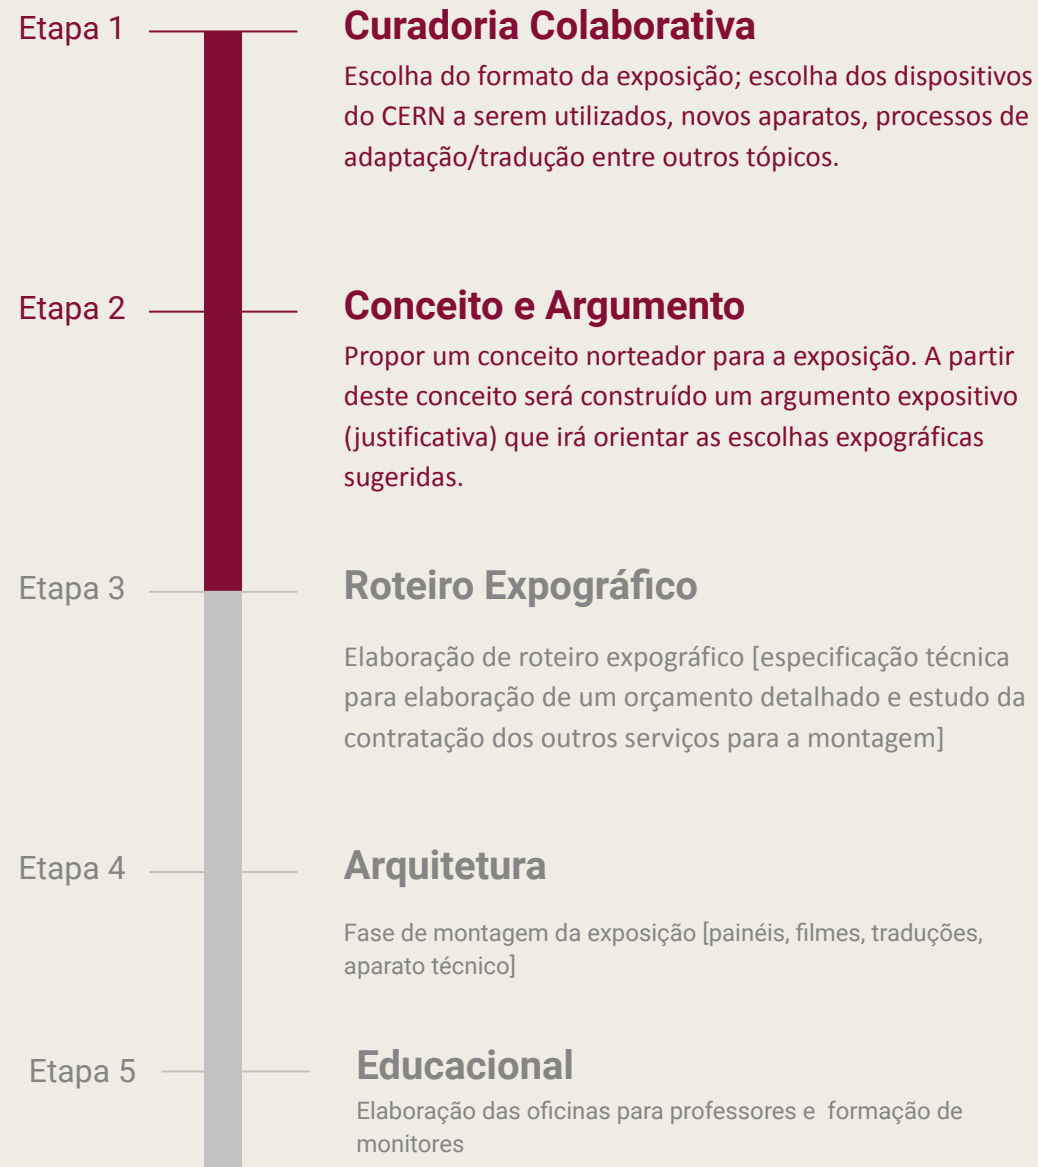 Etapa 1
Curadoria Colaborativa
Escolha do formato da exposição; escolha dos dispositivos
do CERN a serem utilizados, novos aparatos, processos de
adaptação/tradução entre outros tópicos.
Etapa 2
Conceito e Argumento
Propor um conceito norteador para a exposição. A partir
deste conceito será construído um argumento expositivo
(justificativa) que irá orientar as escolhas expográficas
sugeridas.
Etapa 3
Roteiro Expográfico
Elaboração de roteiro expográfico [especificação técnica
para elaboração de um orçamento detalhado e estudo da
contratação dos outros serviços para a montagem]
Etapa 4
Arquitetura
Fase de montagem da exposição [painéis, filmes, traduções,
aparato técnico]
Etapa 5
Educacional
Elaboração das oficinas para professores e formação de
monitores